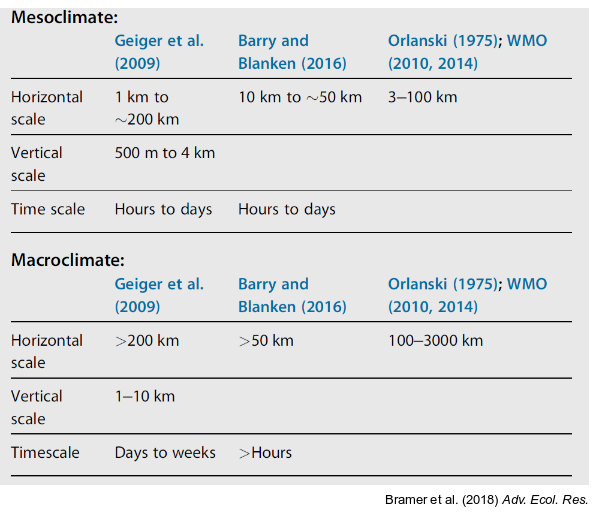 Mesoclimate:
Geiger et al. (2009) Barry and Blanken (2016) Orlanski (1975); WMO (2010, 2014)
Horizontal scale 1 km to ∼200 km 10 km to ∼50 km 3–100 km
Vertical scale 500 m to 4 km
Time scale Hours to days Hours to days
Macroclimate:
Geiger et al. (2009) Barry and Blanken (2016) Orlanski (1975); WMO (2010, 2014)
Horizontal scale >200 km >50 km 100–3000 km
Vertical scale 1–10 km
Timescale Days to weeks >Hours
Bramer et al. (2018) Adv. Ecol. Res.